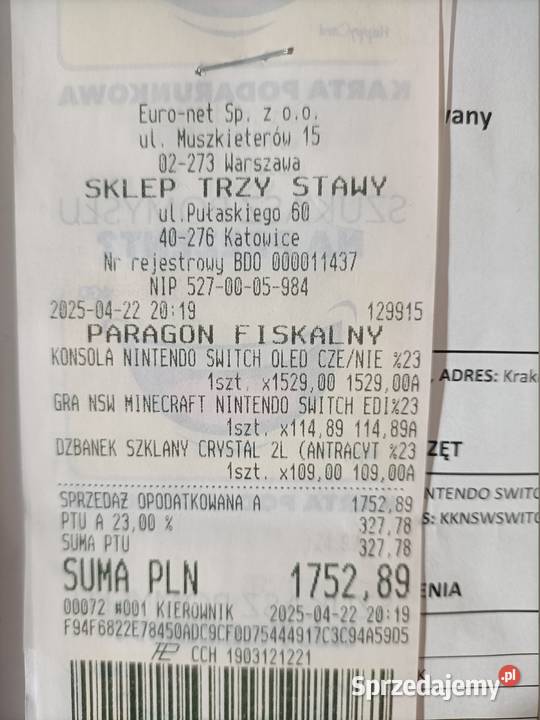 HappyCard
KARTA PODARUNKOWA
Euro-net Sp. z o.o.
ul. Muszkieterów 15
02-273 Warszawa
SKLEP TRZY STAWY
ul.Pułaskiego 60
40-276 Katowice
Nr rejestrowy BDO 000011437
NIP 527-00-05-984
2025-04-22 20:19 129915
PARAGON FISKALNY
KONSOLA NINTENDO SWITCH OLED CZE/NIE %23
1szt. x1529,00 1529,00A
GRA NSW MINECRAFT NINTENDO SWITCH EDI%23
1szt. x114,89 114,89A
DZBANEK SZKLANY CRYSTAL 2L (ANTRACYT %23
1szt. x109,00 109,00A
SPRZEDAŻ OPODATKOWANA A 1752,89
PTU A 23,00 % 327,78
SUMA PTU 327,78
SUMA PLN 1752,89
00072 #001 KIEROWNIK 2025-04-22 20:19
F94F6822E78450ADC9CF0D75444917C3C94A59D5
CCH 1903121221
any
ADRES: Krak
ZĘT
NTENDO SWITC
S: KKNSWSWITC
ENIA
Sprzedajemy.pl